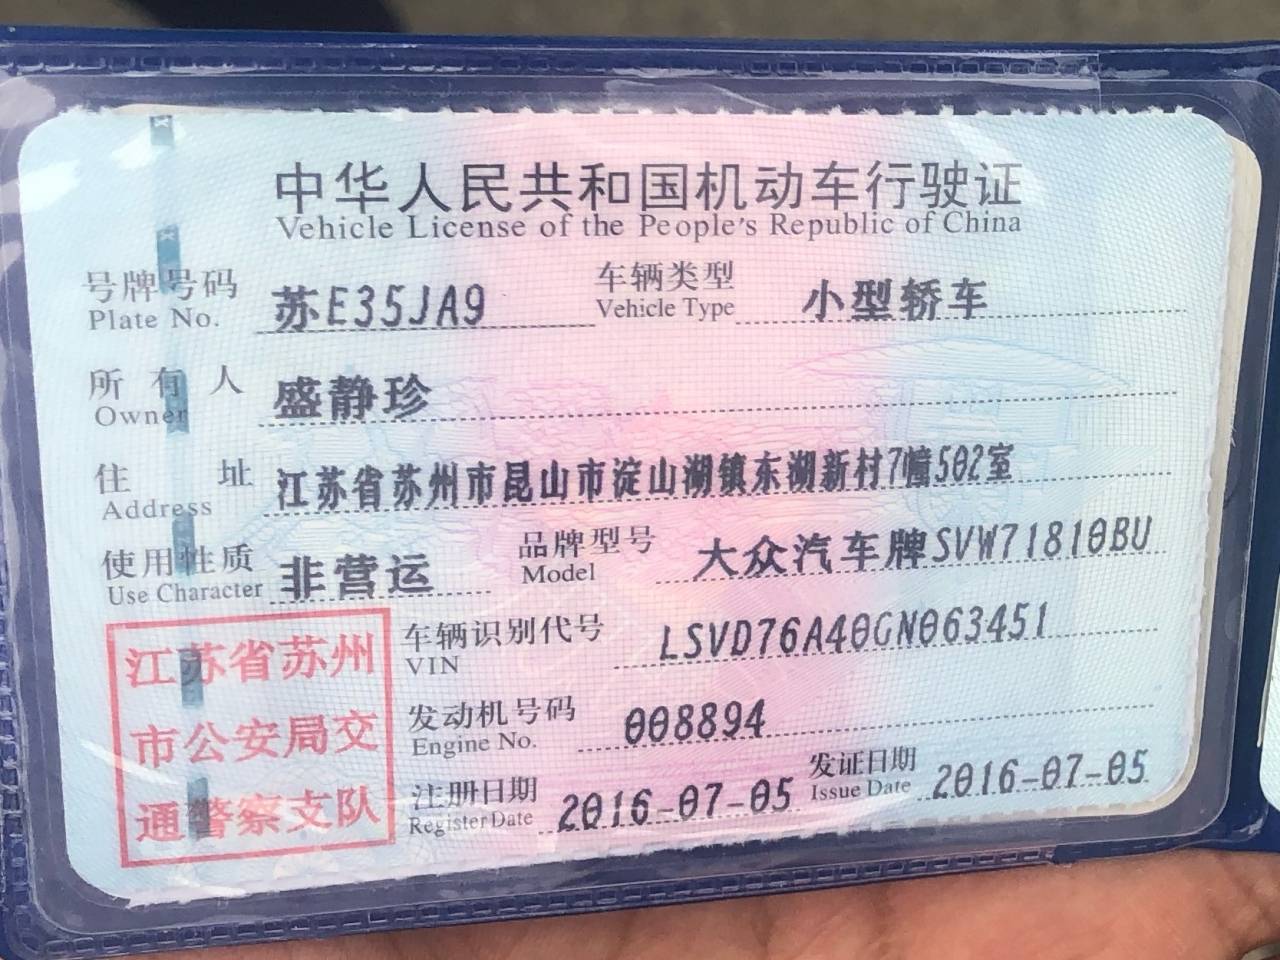 中华人民共和国机动车行驶证
Vehicle License of the People's Republic of China
号牌号码 苏E35JA9 车辆类型 小型轿车
Plate No. Vehicle Type
所有人 盛静珍
Owner
住址 江苏省苏州市昆山市淀山湖镇东湖新村7幢502室
Address
使用性质 非营运 品牌型号 大众汽车牌SVW71810BU
Use Character Model
江苏省苏州
市公安局交
通警察支队
车辆识别代号 LSVD76A40GN063451
VIN
发动机号码 008894
Engine No.
注册日期 2016-07-05 发证日期 2016-07-05
Register Date Issue Date